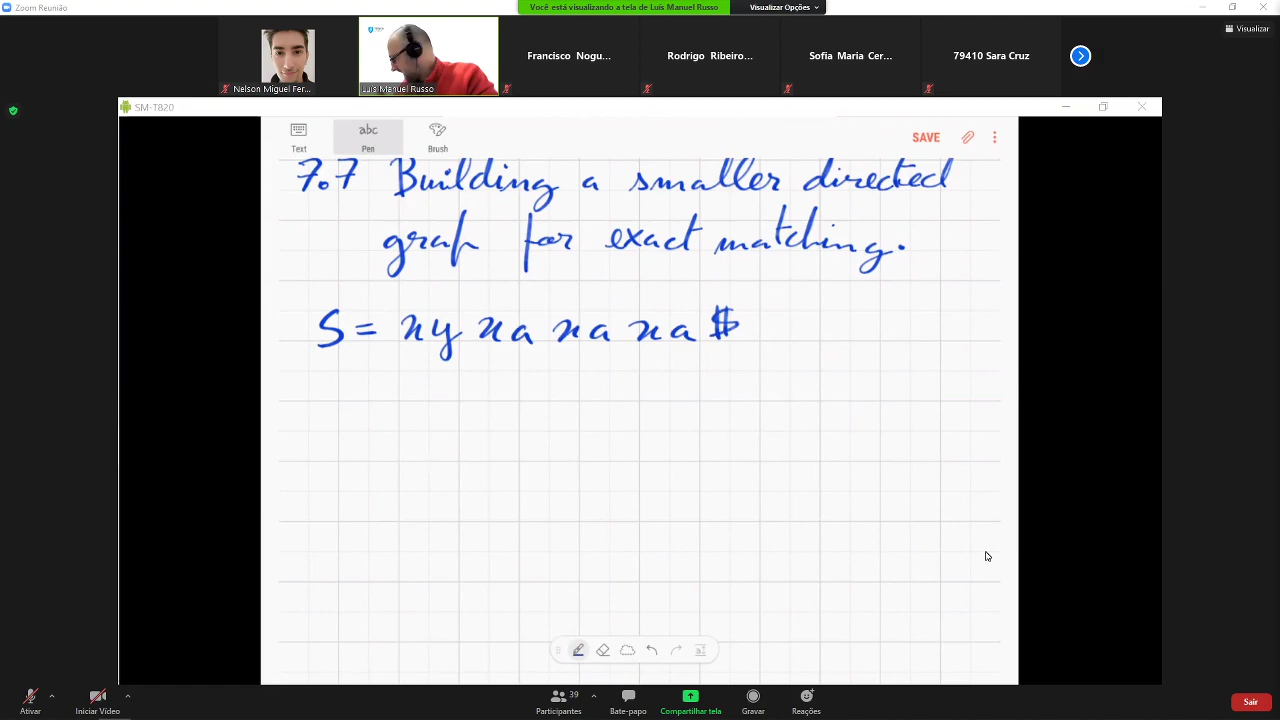 Zoom Reunião
Você está visualizando a tela de Luís Manuel Russo
Visualizar Opções
Visualizar
Nelson Miguel Fer...
Luís Manuel Russo
Francisco Nogu...
Rodrigo Ribeiro...
Sofia Maria Cer...
79410 Sara Cruz
SM-T820
Text
abc
Pen
Brush
SAVE
7.7 Building a smaller directed
graph for exact matching.
S = xy xa xa xa $
Ativar
Iniciar Vídeo
39
Participantes
Bate-papo
Compartilhar tela
Gravar
Reações
Sair